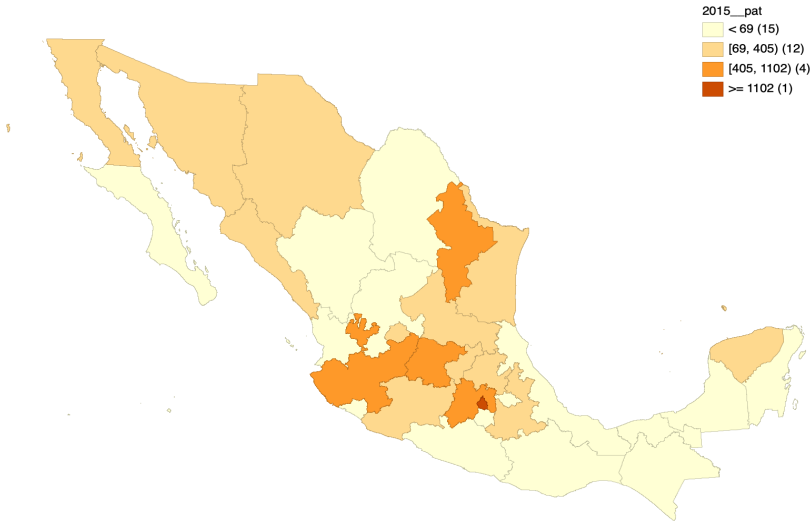 2015__pat
< 69 (15)
[69, 405) (12)
[405, 1102) (4)
>= 1102 (1)